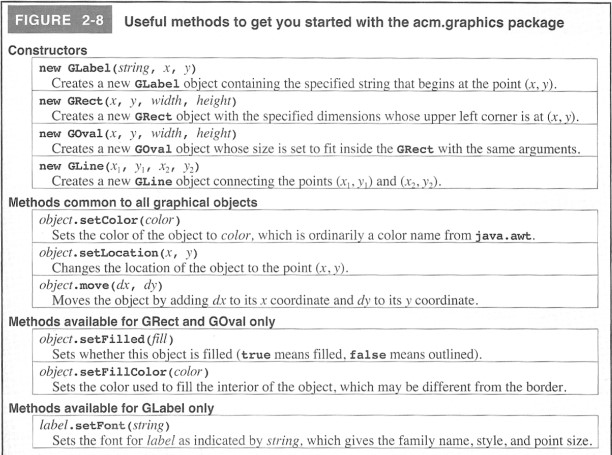 FIGURE 2-8 Useful methods to get you started with the acm.graphics package
Constructors
new GLabel(string, x, y)
Creates a new GLabel object containing the specified string that begins at the point (x, y).
new GRect(x, y, width, height)
Creates a new GRect object with the specified dimensions whose upper left corner is at (x, y).
new GOval(x, y, width, height)
Creates a new GOval object whose size is set to fit inside the GRect with the same arguments.
new GLine(x₁, y₁, x₂, y₂)
Creates a new GLine object connecting the points (x₁, y₁) and (x₂, y₂).
Methods common to all graphical objects
object.setColor(color)
Sets the color of the object to color, which is ordinarily a color name from java.awt.
object.setLocation(x, y)
Changes the location of the object to the point (x, y).
object.move(dx, dy)
Moves the object by adding dx to its x coordinate and dy to its y coordinate.
Methods available for GRect and GOval only
object.setFilled(fill)
Sets whether this object is filled (true means filled, false means outlined).
object.setFillColor(color)
Sets the color used to fill the interior of the object, which may be different from the border.
Methods available for GLabel only
label.setFont(string)
Sets the font for label as indicated by string, which gives the family name, style, and point size.